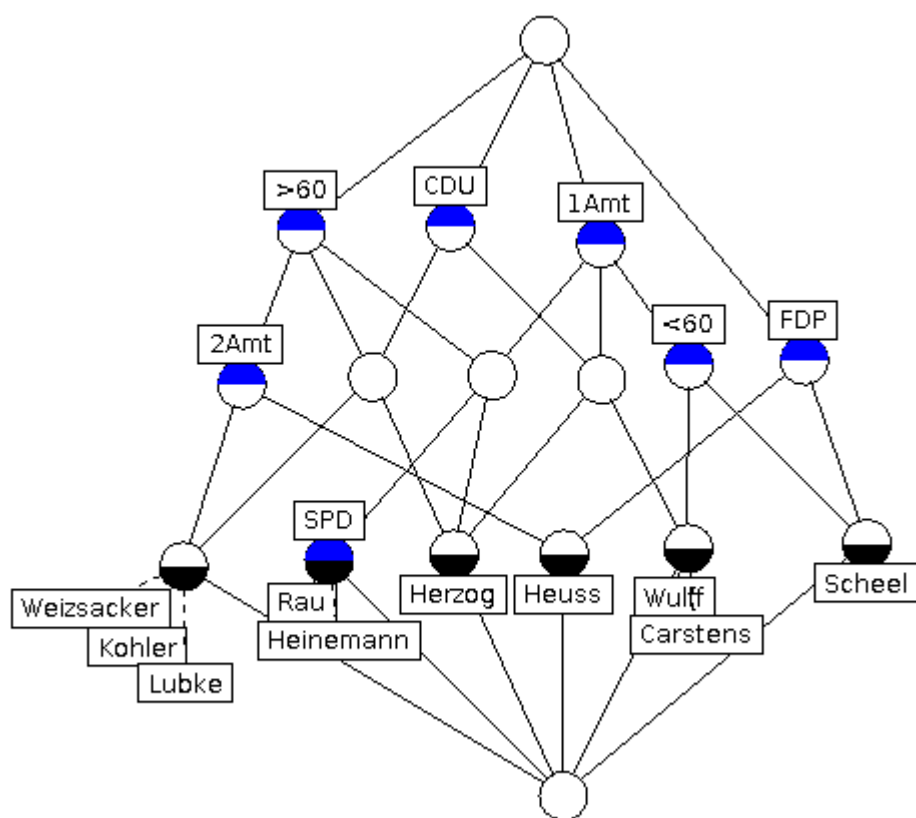 >60
CDU
1Amt
2Amt
<60
FDP
SPD
Weizsacker
Kohler
Lubke
Rau
Heinemann
Herzog
Heuss
Wulff
Carstens
Scheel